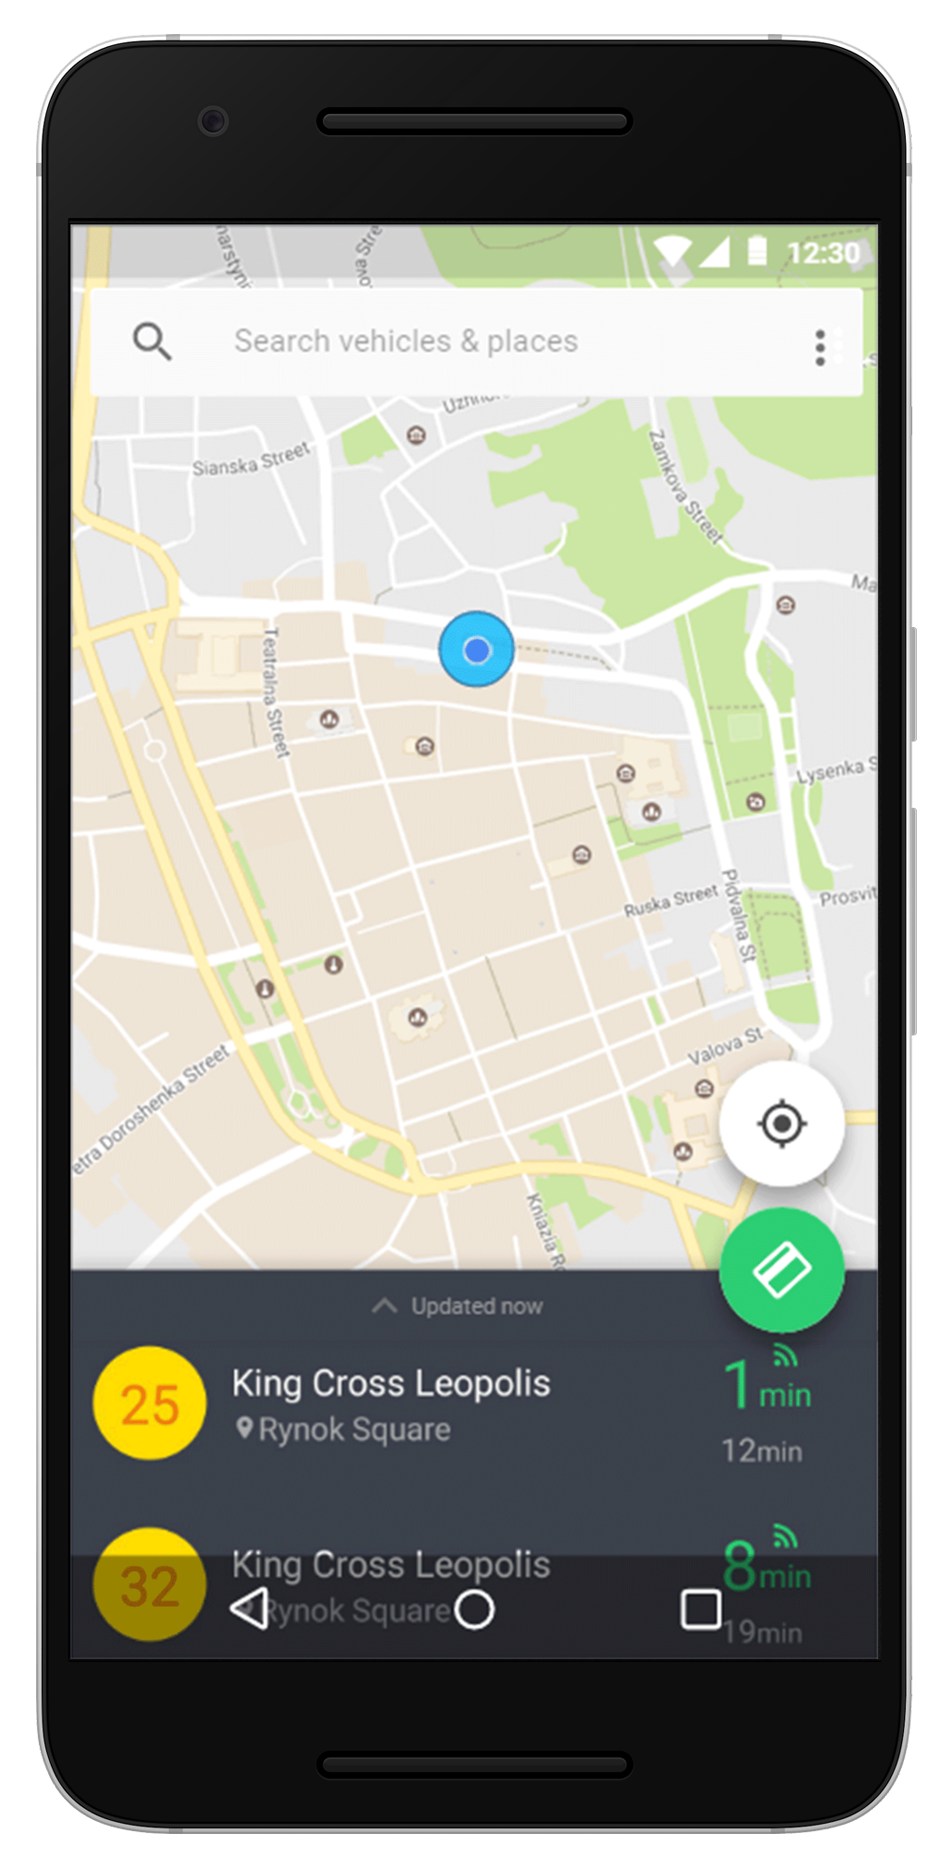 12:30
Search vehicles & places
Sianska Street
Zamkova Street
Teatralna Street
Lysenka S
Ruska Street
Pidvalna St
Prosvit
Valova St
etra Doroshenka Street
Kniazia Ro
Updated now
25
King Cross Leopolis
Rynok Square
1 min
12min
32
King Cross Leopolis
Rynok Square
8 min
19min